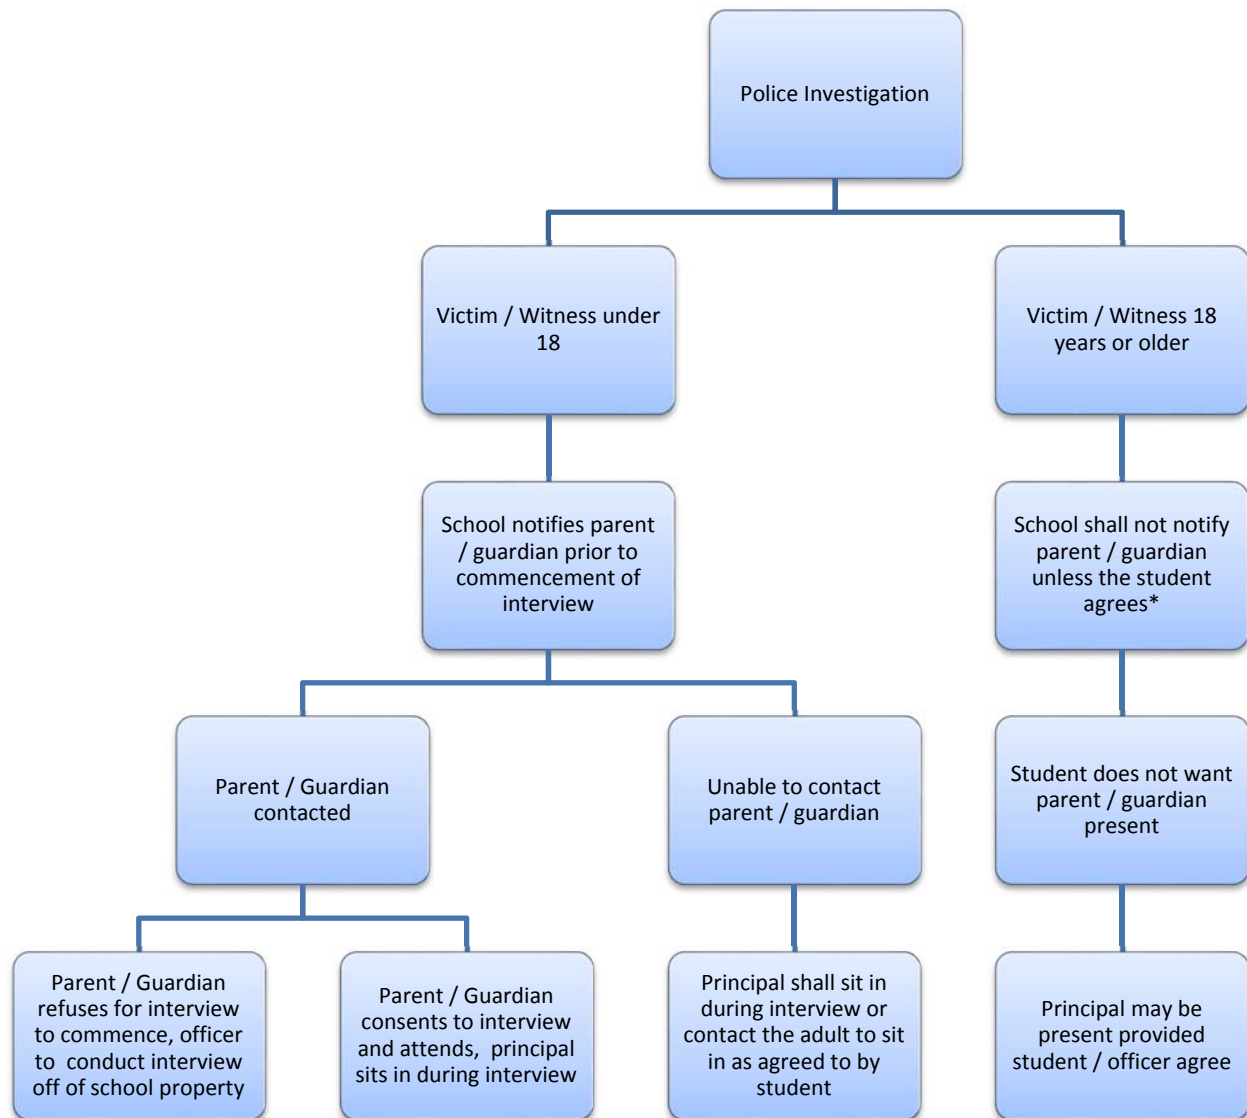 Police Investigation
Victim / Witness under
18
Victim / Witness 18
years or older
School notifies parent
/ guardian prior to
commencement of
interview
School shall not notify
parent / guardian
unless the student
agrees*
Parent / Guardian
contacted
Unable to contact
parent / guardian
Student does not want
parent / guardian
present
Parent / Guardian
refuses for interview
to commence, officer
to conduct interview
off of school property
Parent / Guardian
consents to interview
and attends, principal
sits in during interview
Principal shall sit in
during interview or
contact the adult to sit
in as agreed to by
student
Principal may be
present provided
student / officer agree